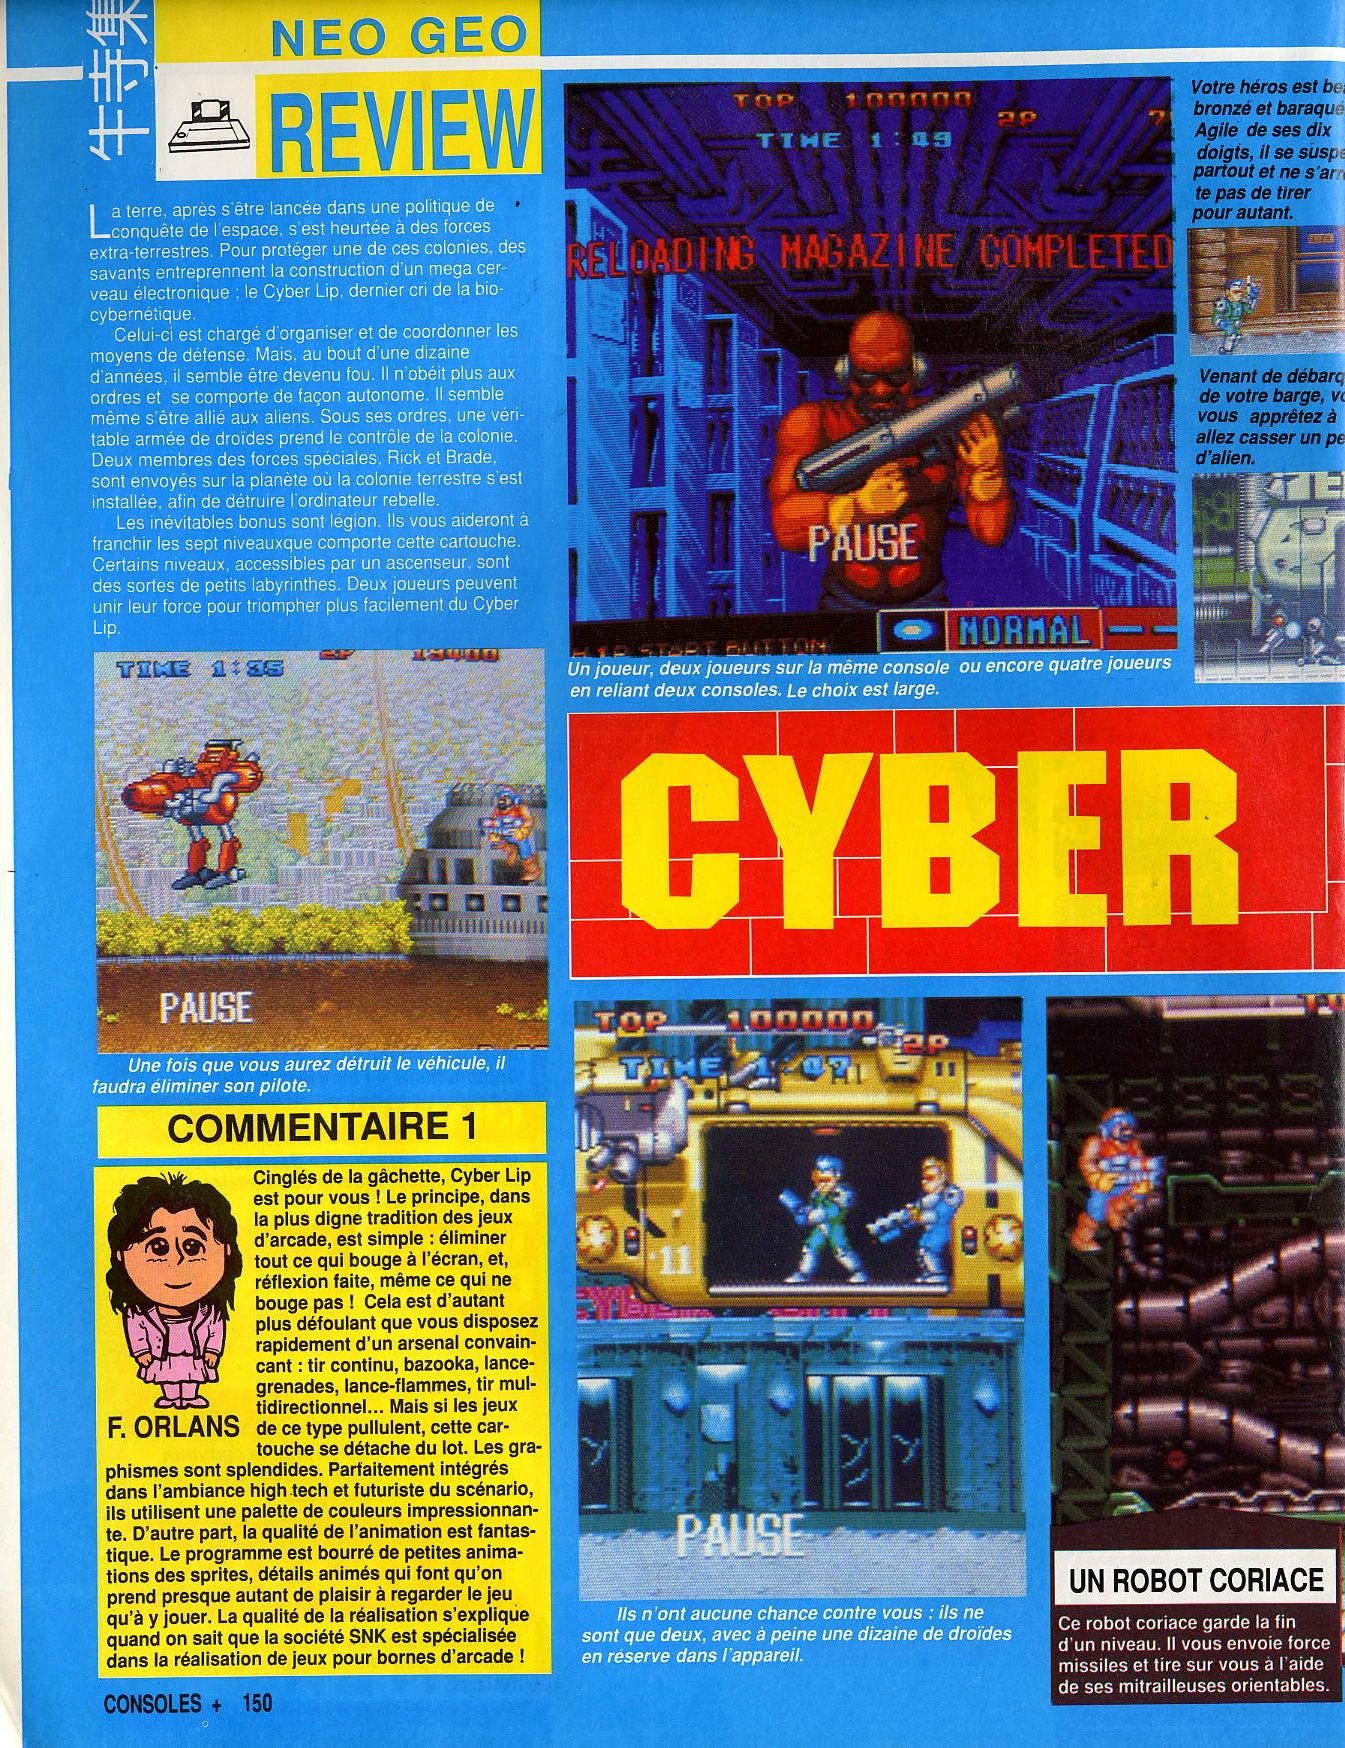 NEO GEO
REVIEW
La terre, après s'être lancée dans une politique de
conquête de l'espace, s'est heurtée à des forces
extra-terrestres. Pour protéger une de ces colonies, des
savants entreprennent la construction d'un mega cer-
veau électronique : le Cyber Lip, dernier cri de la bio-
cybernétique.
Celui-ci est chargé d'organiser et de coordonner les
moyens de défense. Mais, au bout d'une dizaine
d'années, il semble être devenu fou. Il n'obéit plus aux
ordres et se comporte de façon autonome. Il semble
même s'être allié aux aliens. Sous ses ordres, une véri-
table armée de droïdes prend le contrôle de la colonie.
Deux membres des forces spéciales, Rick et Brade,
sont envoyés sur la planète où la colonie terrestre s'est
installée, afin de détruire l'ordinateur rebelle.
Les inévitables bonus sont légion. Ils vous aideront à
franchir les sept niveauxque comporte cette cartouche.
Certains niveaux, accessibles par un ascenseur, sont
des sortes de petits labyrinthes. Deux joueurs peuvent
unir leur force pour triompher plus facilement du Cyber
Lip.
TIME 1:35 2P 19400
PAUSE
Une fois que vous aurez détruit le véhicule, il
faudra éliminer son pilote.
COMMENTAIRE 1
Cinglés de la gâchette, Cyber Lip
est pour vous ! Le principe, dans
la plus digne tradition des jeux
d'arcade, est simple : éliminer
tout ce qui bouge à l'écran, et,
réflexion faite, même ce qui ne
bouge pas ! Cela est d'autant
plus défoulant que vous disposez
rapidement d'un arsenal convain-
cant : tir continu, bazooka, lance-
grenades, lance-flammes, tir mul-
tidirectionnel... Mais si les jeux
de ce type pullulent, cette car-
touche se détache du lot. Les gra-
phismes sont splendides. Parfaitement intégrés
dans l'ambiance high tech et futuriste du scénario,
ils utilisent une palette de couleurs impressionnan-
te. D'autre part, la qualité de l'animation est fantas-
tique. Le programme est bourré de petites anima-
tions des sprites, détails animés qui font qu'on
prend presque autant de plaisir à regarder le jeu
qu'à y jouer. La qualité de la réalisation s'explique
quand on sait que la société SNK est spécialisée
dans la réalisation de jeux pour bornes d'arcade !
F. ORLANS
CONSOLES + 150
TOP 100000
2P
TIME 1:49
RELOADING MAGAZINE COMPLETED
PAUSE
START BUTTON
NORMAL
Un joueur, deux joueurs sur la même console ou encore quatre joueurs
en reliant deux consoles. Le choix est large.
Votre héros est be
bronzé et baraqué
Agile de ses dix
doigts, il se suspe
partout et ne s'arr
te pas de tirer
pour autant.
Venant de débarq
de votre barge, vo
vous apprêtez à
allez casser un pe
d'alien.
CYBER
TOP 100000
2P
TIME 1:47
11
11
PAUSE
Ils n'ont aucune chance contre vous : ils ne
sont que deux, avec à peine une dizaine de droïdes
en réserve dans l'appareil.
UN ROBOT CORIACE
Ce robot coriace garde la fin
d'un niveau. Il vous envoie force
missiles et tire sur vous à l'aide
de ses mitrailleuses orientables.